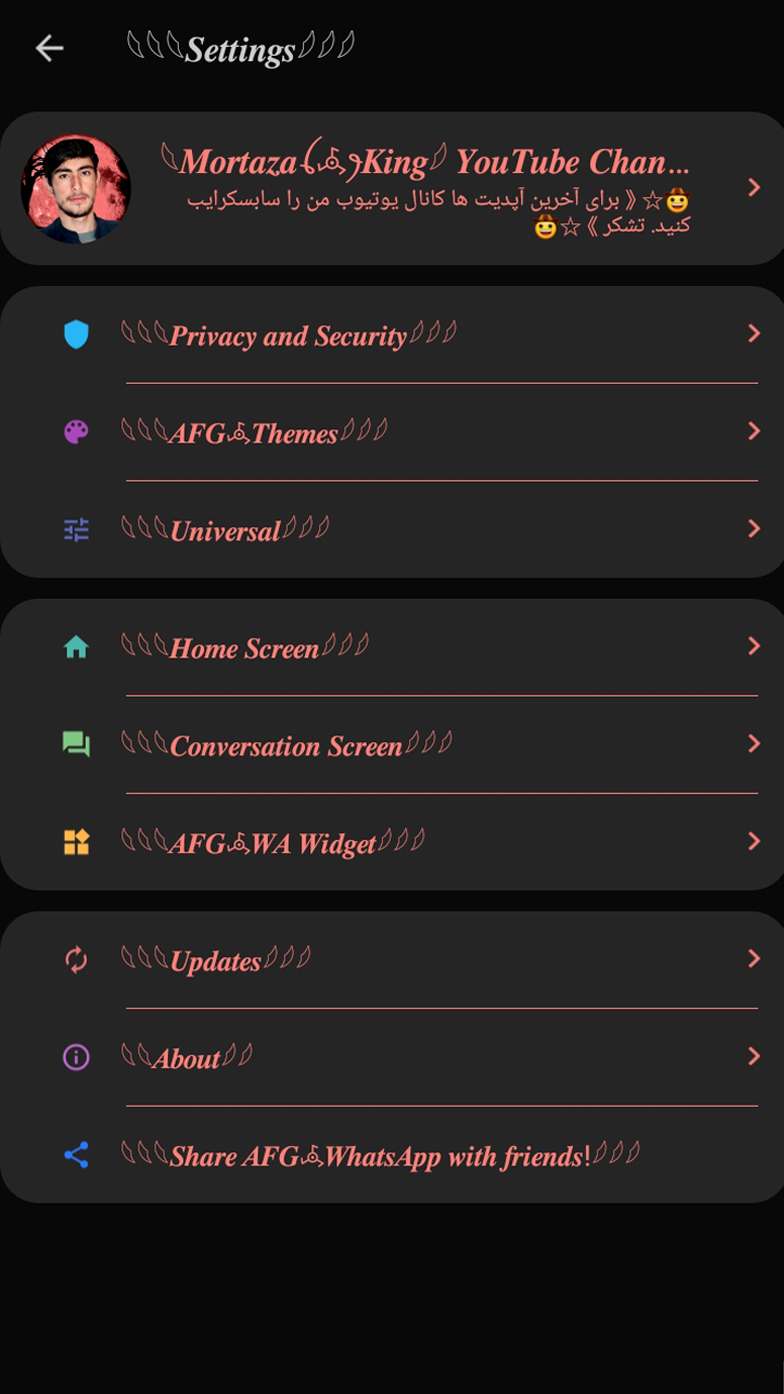 Settings
Mortaza King YouTube Chan...
🤠☆《 برای آخرین آپدیت ها کانال یوتیوب من را سابسکرایب
کنید. تشکر 》☆🤠
Privacy and Security
AFG Themes
Universal
Home Screen
Conversation Screen
AFG WA Widget
Updates
About
Share AFG WhatsApp with friends!